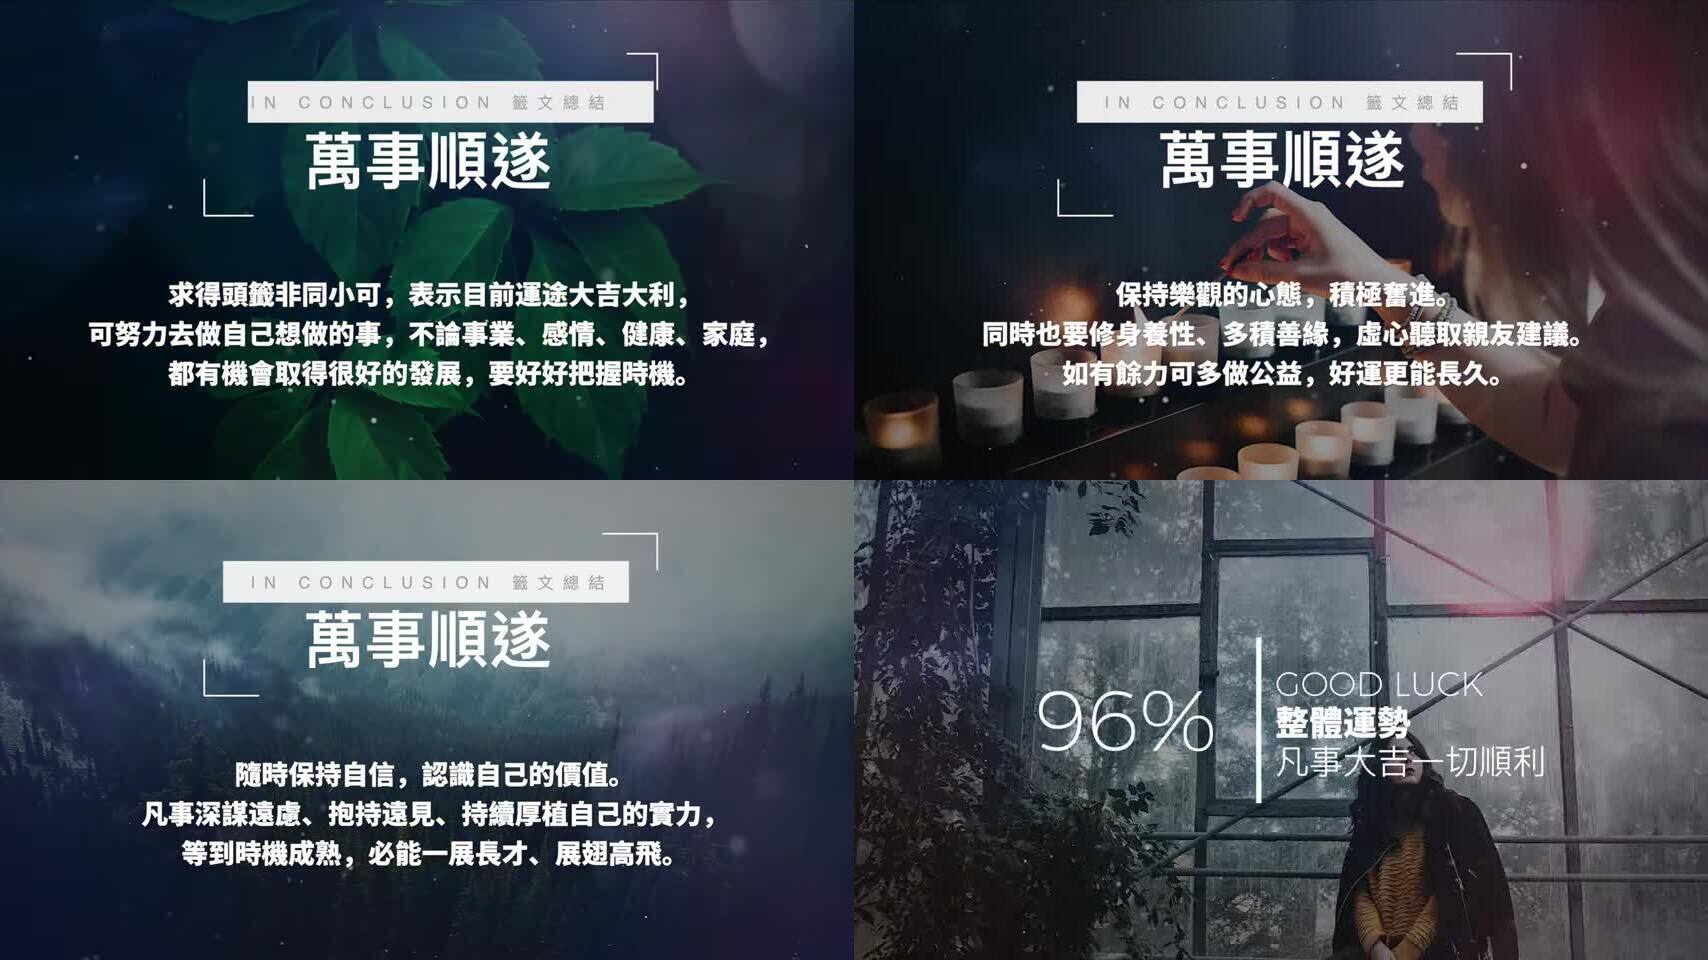 IN CONCLUSION 籤文總結
萬事順遂
求得頭籤非同小可，表示目前運途大吉大利，
可努力去做自己想做的事，不論事業、感情、健康、家庭，
都有機會取得很好的發展，要好好把握時機。
IN CONCLUSION 籤文總結
萬事順遂
保持樂觀的心態，積極奮進。
同時也要修身養性、多積善緣，虛心聽取親友建議。
如有餘力可多做公益，好運更能長久。
IN CONCLUSION 籤文總結
萬事順遂
隨時保持自信，認識自己的價值。
凡事深謀遠慮、抱持遠見、持續厚植自己的實力，
等到時機成熟，必能一展長才、展翅高飛。
96%
GOOD LUCK
整體運勢
凡事大吉一切順利